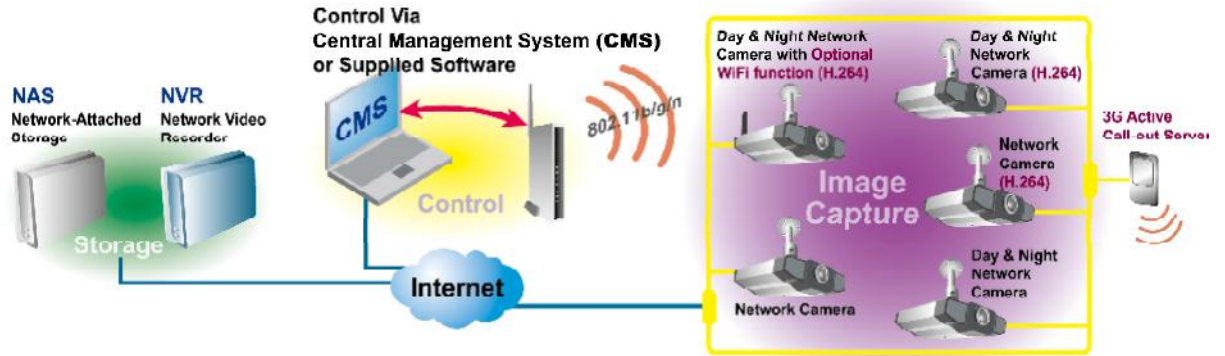 Control Via
Central Management System (CMS)
or Supplied Software
NAS
Network-Attached
Storage
NVR
Network Video
Recorder
Storage
CMS
Control
802.11b/g/n
Internet
Day & Night Network
Camera with Optional
WiFi function (H.264)
Day & Night
Network
Camera (H.264)
Image
Capture
Network
Camera
(H.264)
Network Camera
Day & Night
Network
Camera
3G Active
Call-out Server